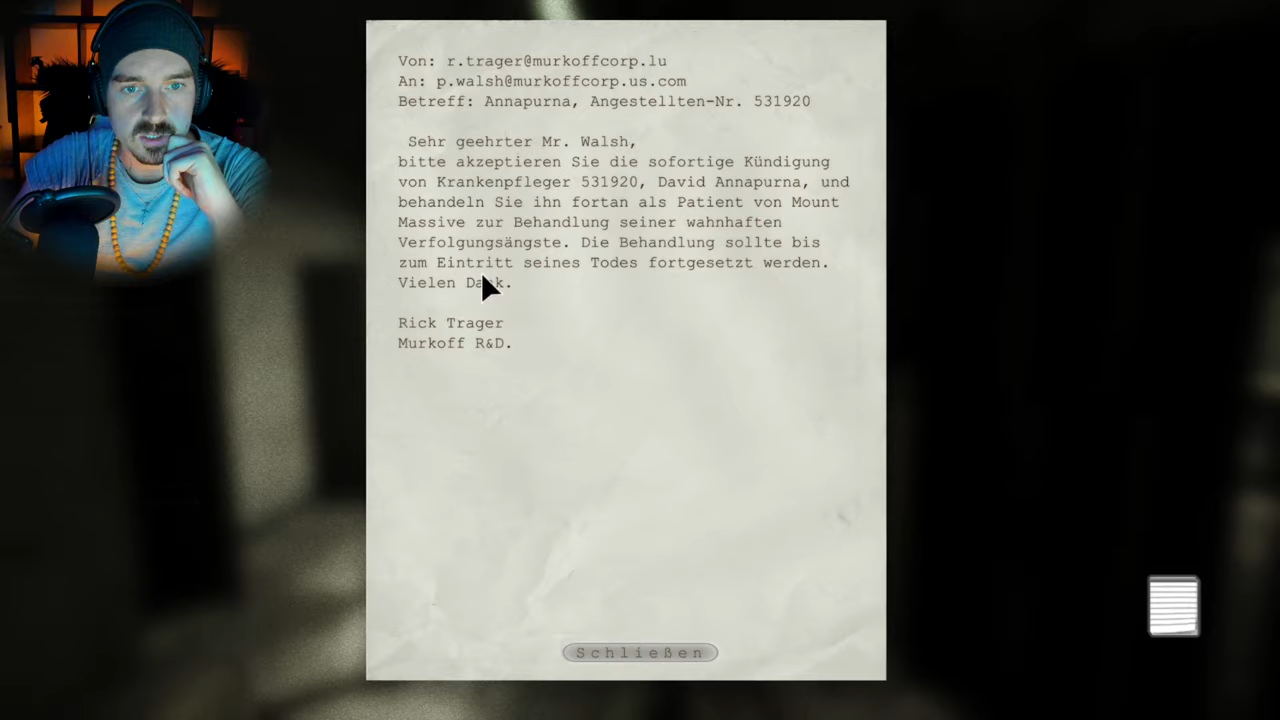 Von: r.trager@murkoffcorp.lu
An: p.walsh@murkoffcorp.us.com
Betreff: Annapurna, Angestellten-Nr. 531920
Sehr geehrter Mr. Walsh,
bitte akzeptieren Sie die sofortige Kündigung
von Krankenpfleger 531920, David Annapurna, und
behandeln Sie ihn fortan als Patient von Mount
Massive zur Behandlung seiner wahnhaften
Verfolgungsängste. Die Behandlung sollte bis
zum Eintritt seines Todes fortgesetzt werden.
Vielen Dank.
Rick Trager
Murkoff R&D.
Schließen